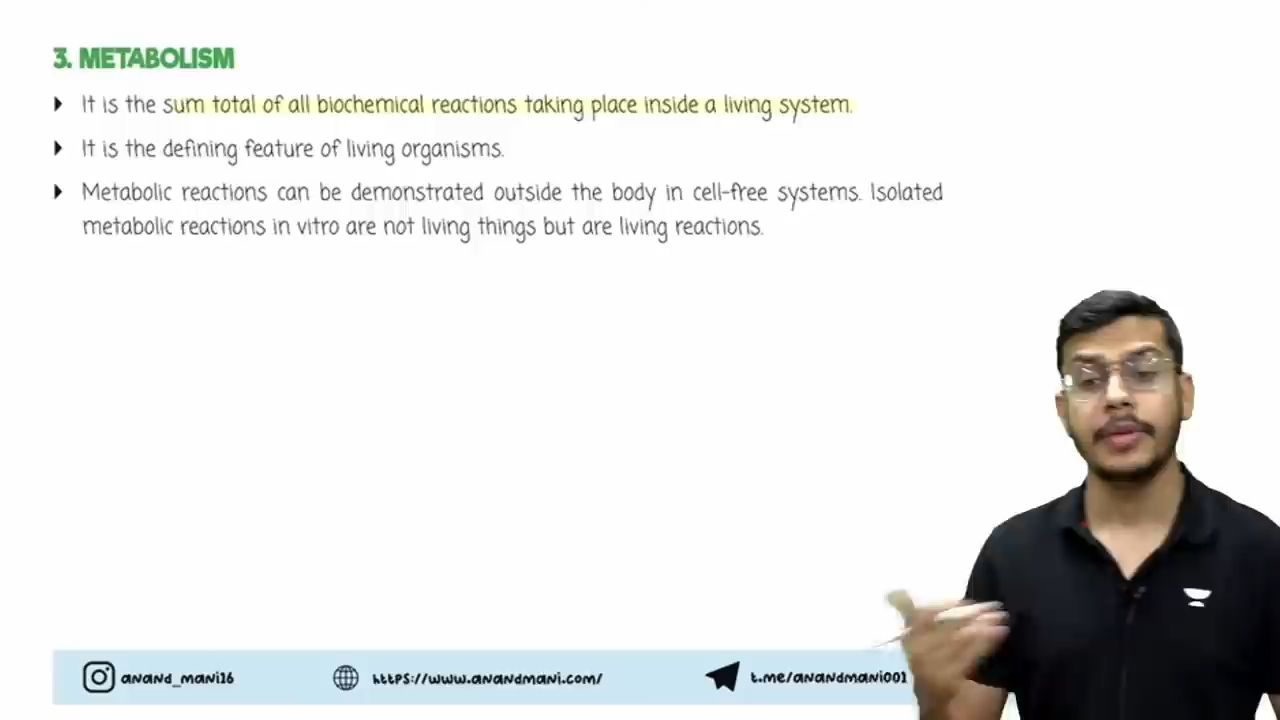 3. METABOLISM
It is the sum total of all biochemical reactions taking place inside a living system.
It is the defining feature of living organisms.
Metabolic reactions can be demonstrated outside the body in cell-free systems. Isolated
metabolic reactions in vitro are not living things but are living reactions.
anand_mani26 https://www.anandmani.com/ t.me/anandmani001